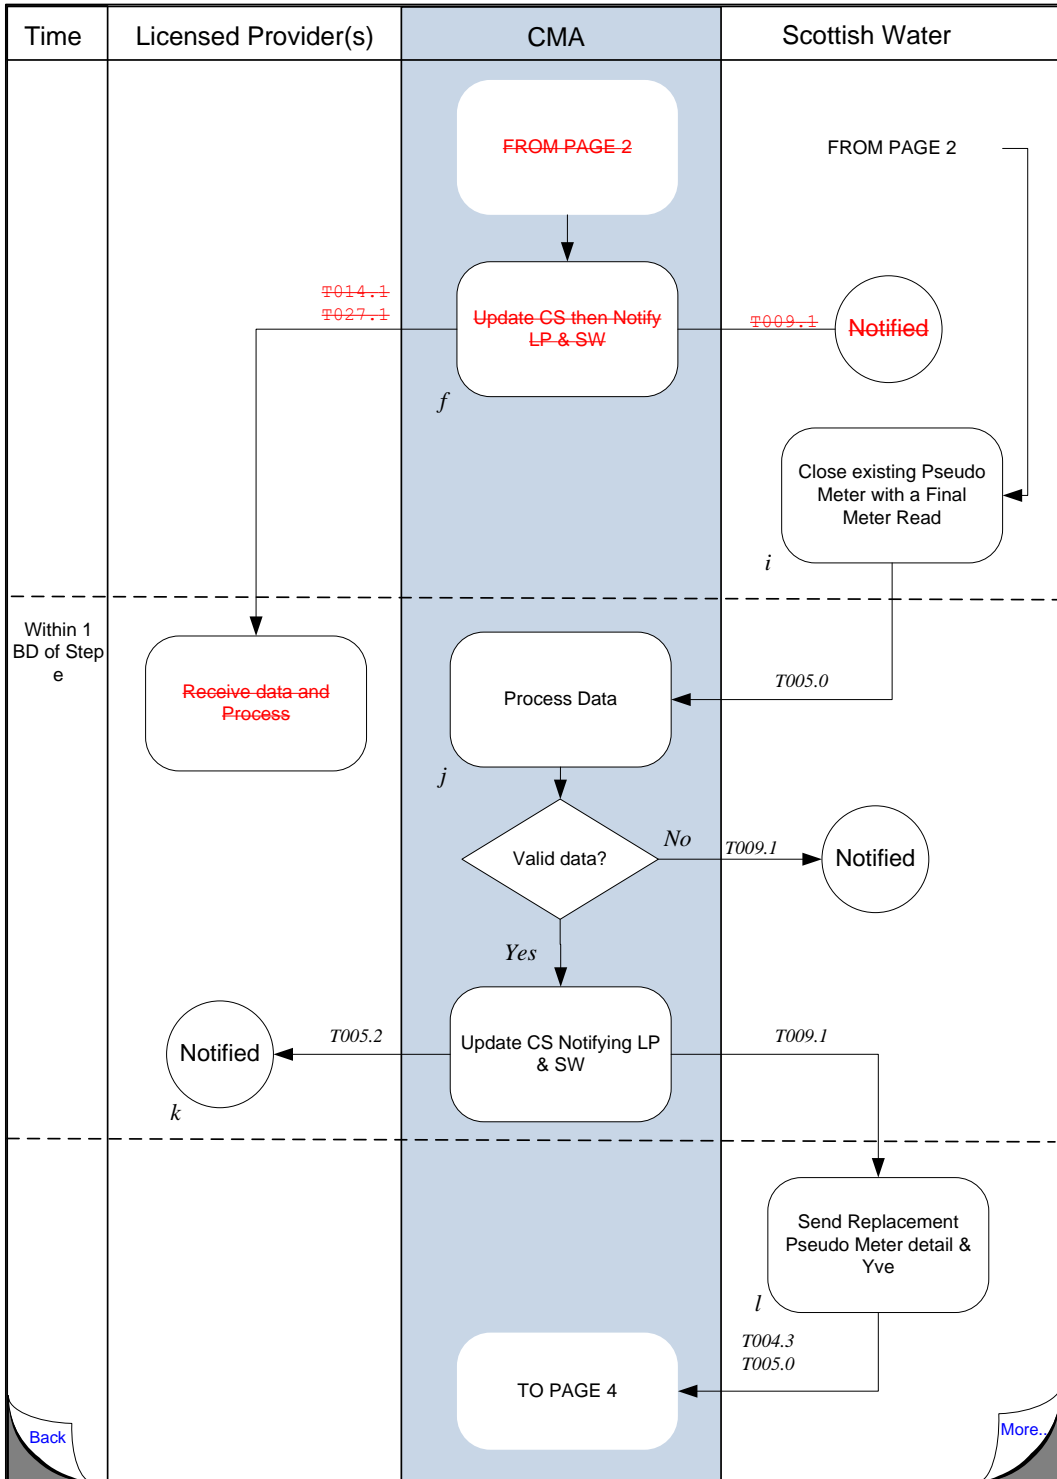 Time
Licensed Provider(s)
CMA
Scottish Water
FROM PAGE 2
FROM PAGE 2
T014.1
T027.1
Update CS then Notify
LP & SW
T009.1
Notified
f
Close existing Pseudo
Meter with a Final
Meter Read
i
Within 1
BD of Step
e
Receive data and
Process
Process Data
T005.0
j
Valid data?
No
T009.1
Notified
Yes
Notified
T005.2
Update CS Notifying LP
& SW
T009.1
k
Send Replacement
Pseudo Meter detail &
Yve
l
T004.3
T005.0
TO PAGE 4
Back
More..